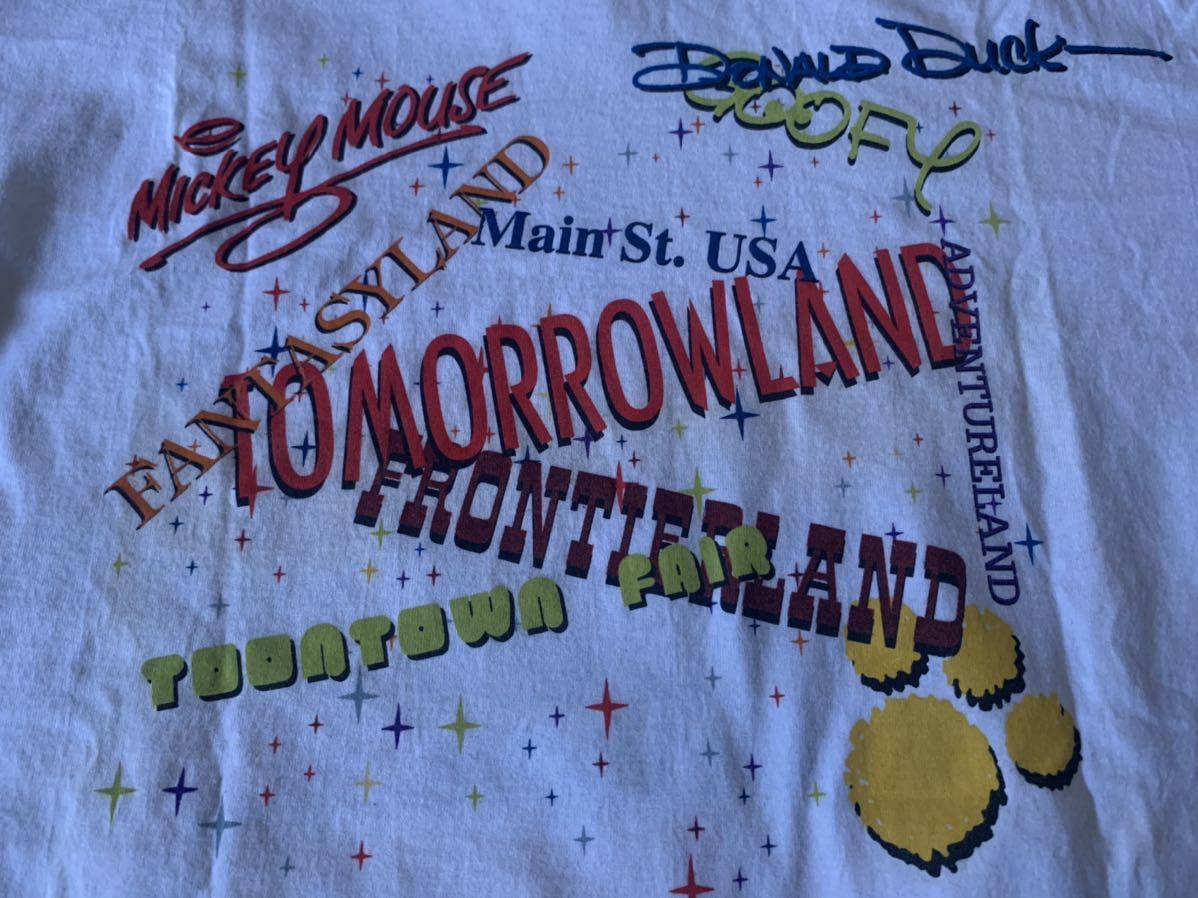 DONALD DUCK
MICKEY MOUSE
GOOFY
FANTASYLAND
Main St. USA
TOMORROWLAND
ADVENTURELAND
FRONTIERLAND
TOONTOWN FAIR